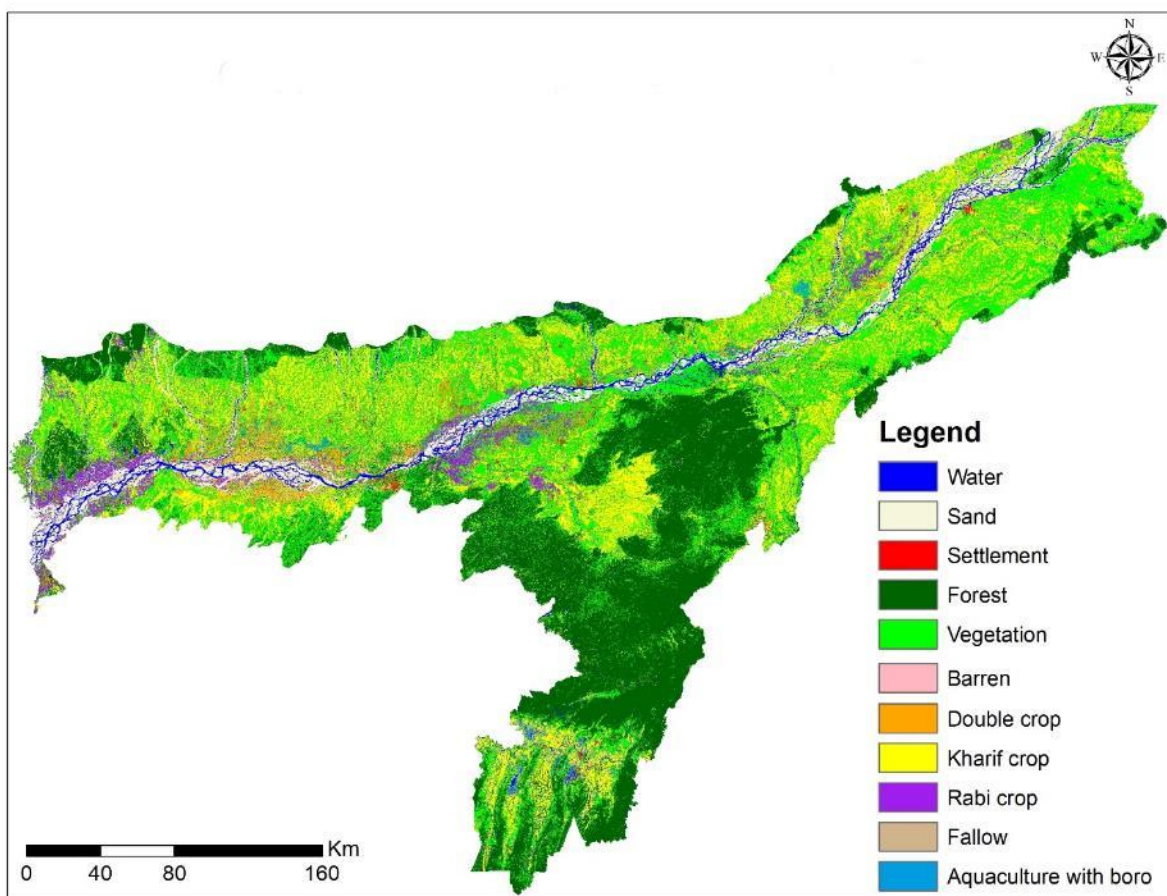 N
W E
S
Legend
Water
Sand
Settlement
Forest
Vegetation
Barren
Double crop
Kharif crop
Rabi crop
Fallow
Aquaculture with boro
Km
0 40 80 160